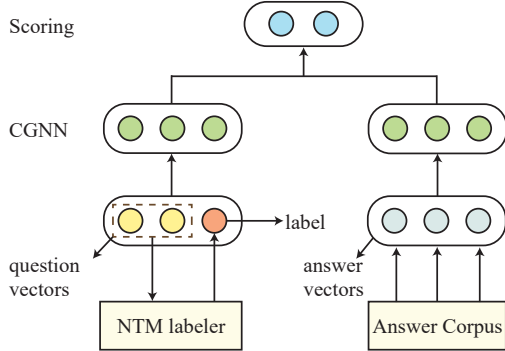 Scoring
CGNN
label
question
vectors
answer
vectors
NTM labeler
Answer Corpus